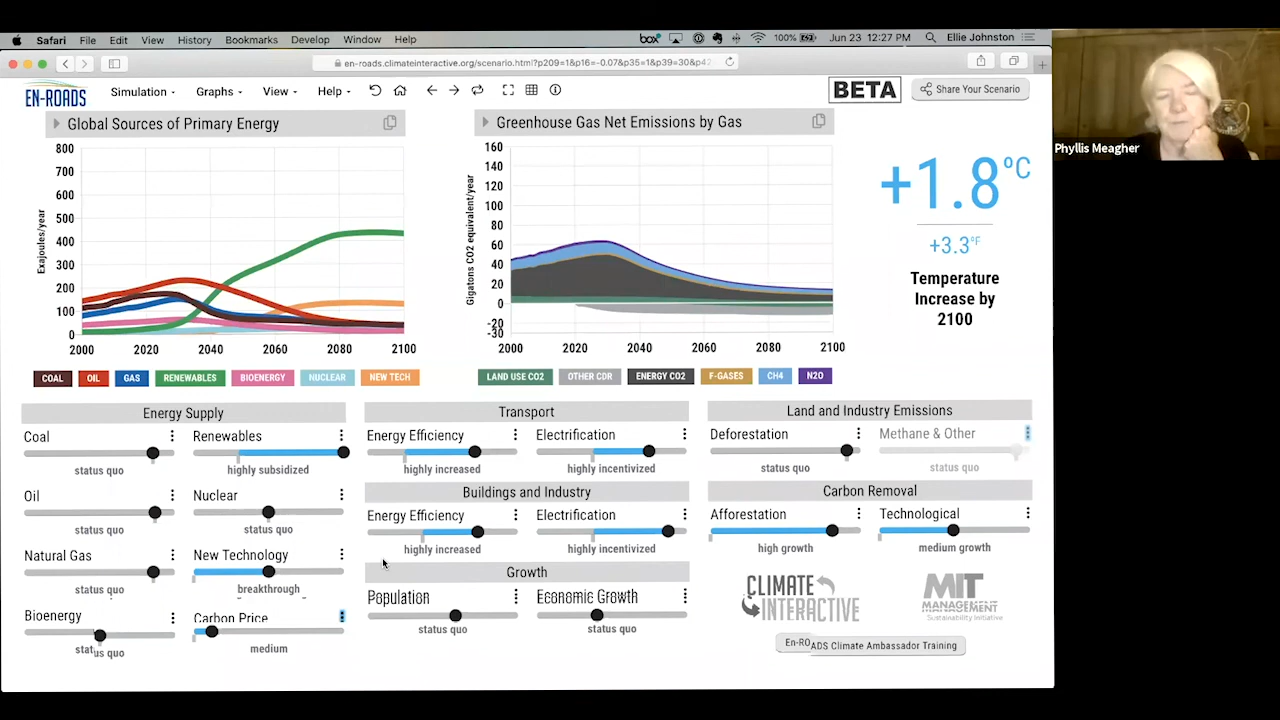 Safari File Edit View History Bookmarks Develop Window Help box 100% Jun 23 12:27 PM Ellie Johnston
en-roads.climateinteractive.org/scenario.html?p209=1&p16=-0.07&p35=1&p39=30&p4
EN-ROADS Simulation Graphs View Help BETA Share Your Scenario
Global Sources of Primary Energy
800
700
600
500
400
300
200
100
0
Exajoules/year
2000 2020 2040 2060 2080 2100
COAL OIL GAS RENEWABLES BIOENERGY NUCLEAR NEW TECH
Greenhouse Gas Net Emissions by Gas
160
140
120
100
80
60
40
20
0
-20
-30
Gigatons CO2 equivalent/year
2000 2020 2040 2060 2080 2100
LAND USE CO2 OTHER CDR ENERGY CO2 F-GASES CH4 N2O
+1.8°C
+3.3°F
Temperature
Increase by
2100
Phyllis Meagher
Energy Supply
Coal
status quo
Renewables
highly subsidized
Oil
status quo
Nuclear
status quo
Natural Gas
status quo
New Technology
breakthrough
Bioenergy
status quo
Carbon Price
medium
Transport
Energy Efficiency
highly increased
Electrification
highly incentivized
Buildings and Industry
Energy Efficiency
highly increased
Electrification
highly incentivized
Growth
Population
status quo
Economic Growth
status quo
Land and Industry Emissions
Deforestation
status quo
Methane & Other
status quo
Carbon Removal
Afforestation
high growth
Technological
medium growth
CLIMATE
INTERACTIVE
MIT
MANAGEMENT
Sustainability Initiative
En-ROADS Climate Ambassador Training